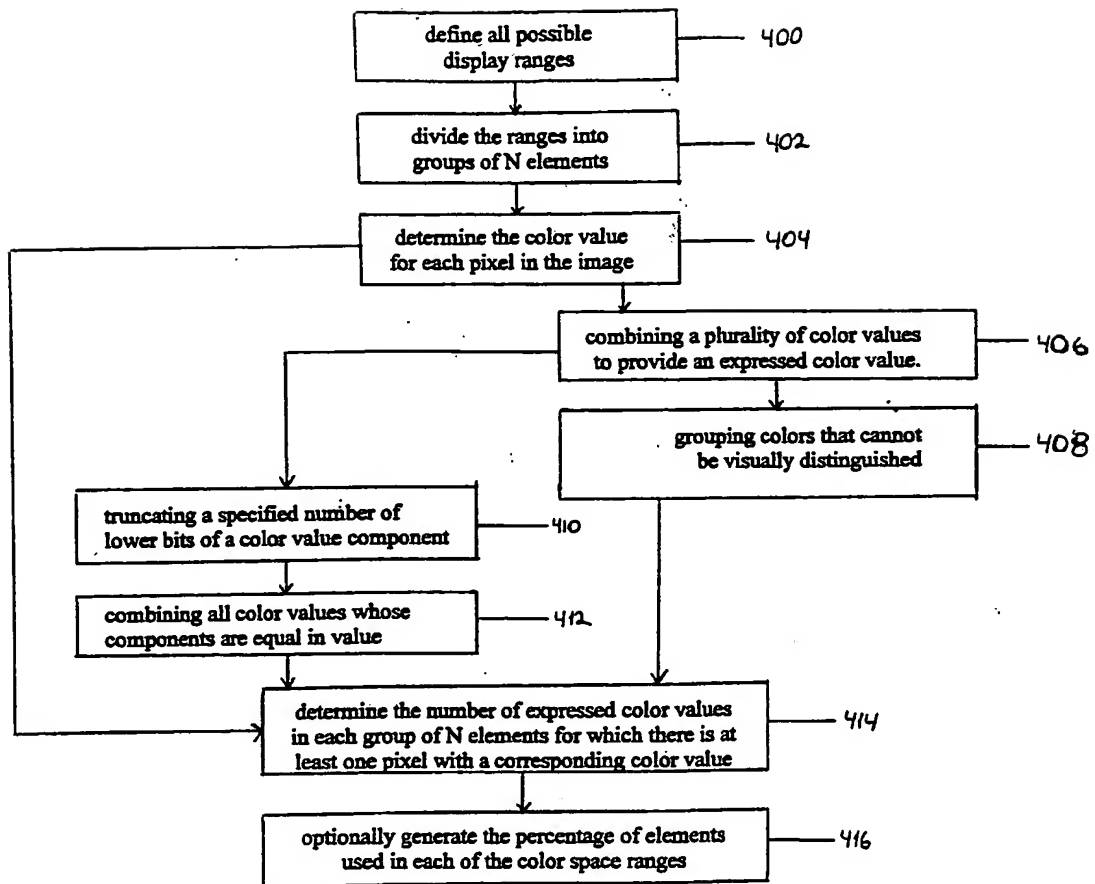 define all possible
display ranges
400
divide the ranges into
groups of N elements
402
determine the color value
for each pixel in the image
404
combining a plurality of color values
to provide an expressed color value.
406
grouping colors that cannot
be visually distinguished
408
truncating a specified number of
lower bits of a color value component
410
combining all color values whose
components are equal in value
412
determine the number of expressed color values
in each group of N elements for which there is at
least one pixel with a corresponding color value
414
optionally generate the percentage of elements
used in each of the color space ranges
416